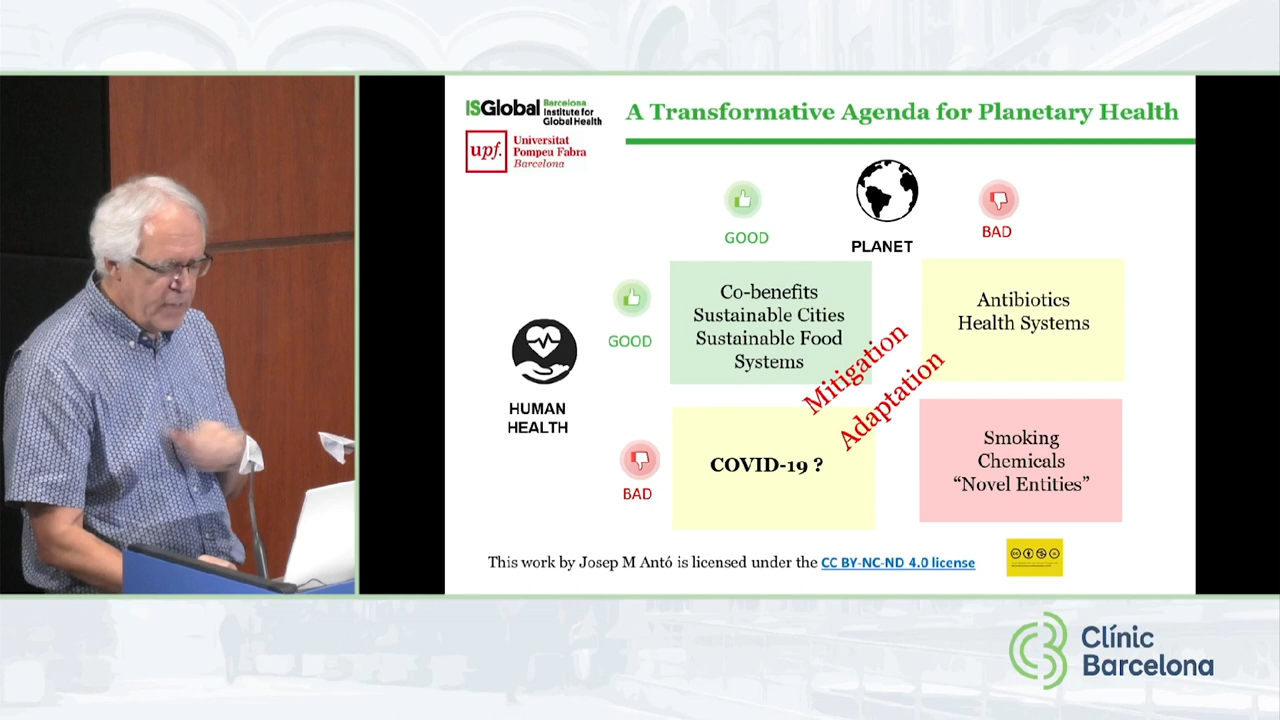 ISGlobal Barcelona
Institute for
Global Health
A Transformative Agenda for Planetary Health
upf. Universitat
Pompeu Fabra
Barcelona
GOOD
PLANET
BAD
GOOD
HUMAN
HEALTH
BAD
Co-benefits
Sustainable Cities
Sustainable Food
Systems
Antibiotics
Health Systems
Mitigation
Adaptation
COVID-19 ?
Smoking
Chemicals
“Novel Entities”
This work by Josep M Antó is licensed under the CC BY-NC-ND 4.0 license
Clínic
Barcelona